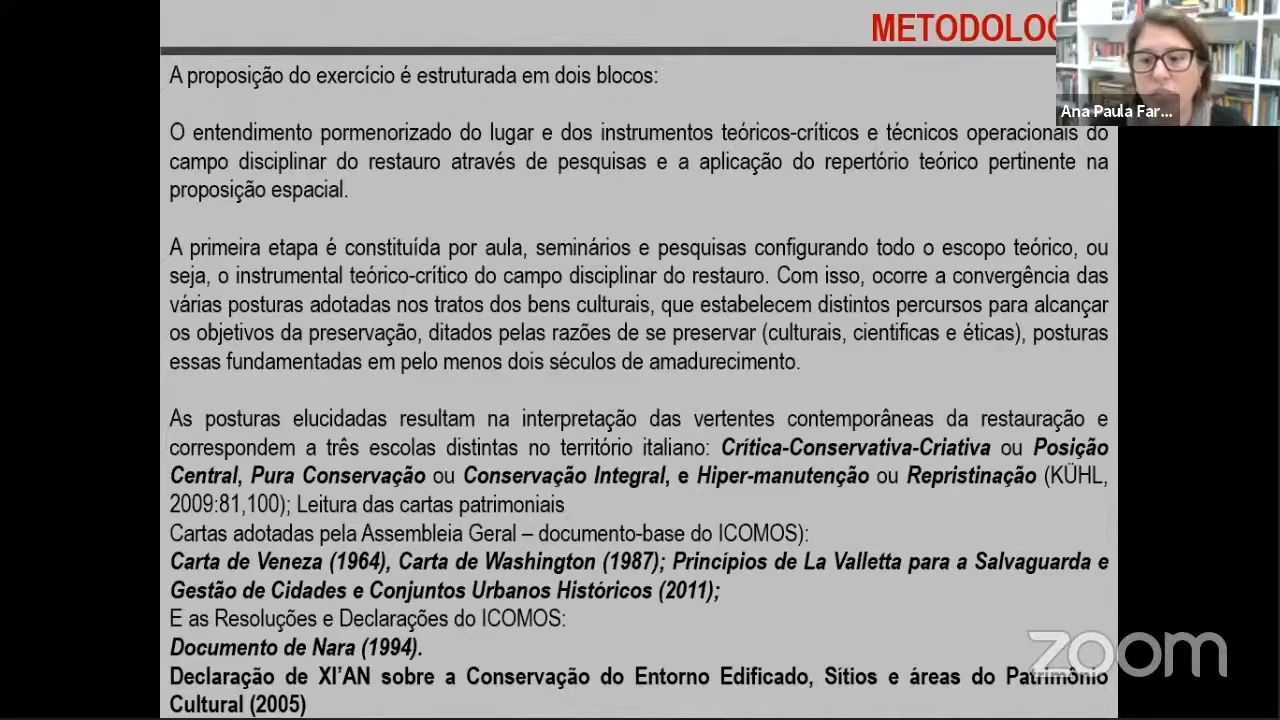 METODOLOG
A proposição do exercício é estruturada em dois blocos:
Ana Paula Far...
O entendimento pormenorizado do lugar e dos instrumentos teóricos-críticos e técnicos operacionais do
campo disciplinar do restauro através de pesquisas e a aplicação do repertório teórico pertinente na
proposição espacial.
A primeira etapa é constituída por aula, seminários e pesquisas configurando todo o escopo teórico, ou
seja, o instrumental teórico-crítico do campo disciplinar do restauro. Com isso, ocorre a convergência das
várias posturas adotadas nos tratos dos bens culturais, que estabelecem distintos percursos para alcançar
os objetivos da preservação, ditados pelas razões de se preservar (culturais, cientificas e éticas), posturas
essas fundamentadas em pelo menos dois séculos de amadurecimento.
As posturas elucidadas resultam na interpretação das vertentes contemporâneas da restauração e
correspondem a três escolas distintas no território italiano: Crítica-Conservativa-Criativa ou Posição
Central, Pura Conservação ou Conservação Integral, e Hiper-manutenção ou Repristinação (KÜHL,
2009:81,100); Leitura das cartas patrimoniais
Cartas adotadas pela Assembleia Geral – documento-base do ICOMOS):
Carta de Veneza (1964), Carta de Washington (1987); Princípios de La Valletta para a Salvaguarda e
Gestão de Cidades e Conjuntos Urbanos Históricos (2011);
E as Resoluções e Declarações do ICOMOS:
Documento de Nara (1994).
zoom
Declaração de XI'AN sobre a Conservação do Entorno Edificado, Sítios e áreas do Patrimônio
Cultural (2005)